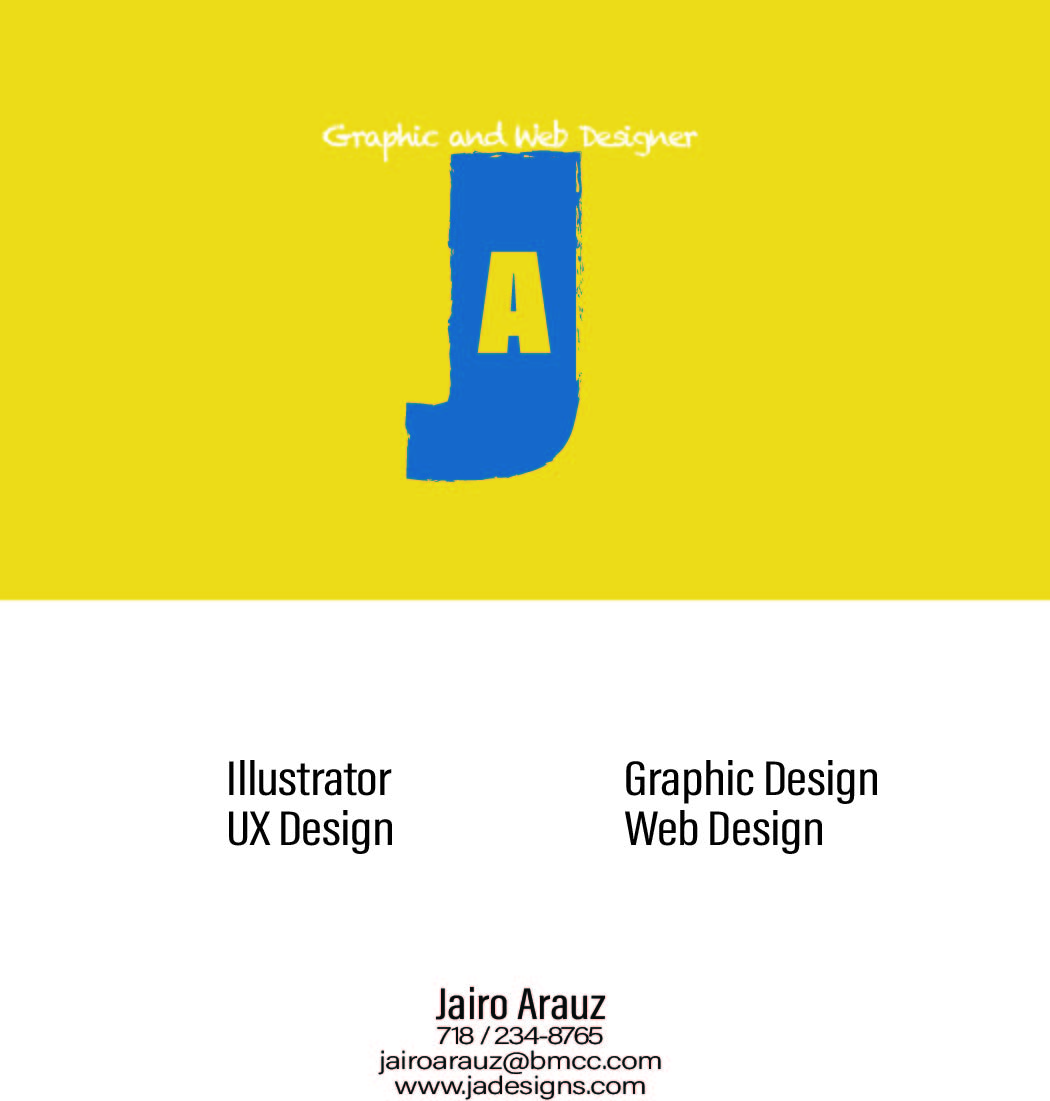 Graphic and Web Designer
J
A
Illustrator
UX Design
Graphic Design
Web Design
Jairo Arauz
718 / 234-8765
jairoarauz@bmcc.com
www.jadesigns.com